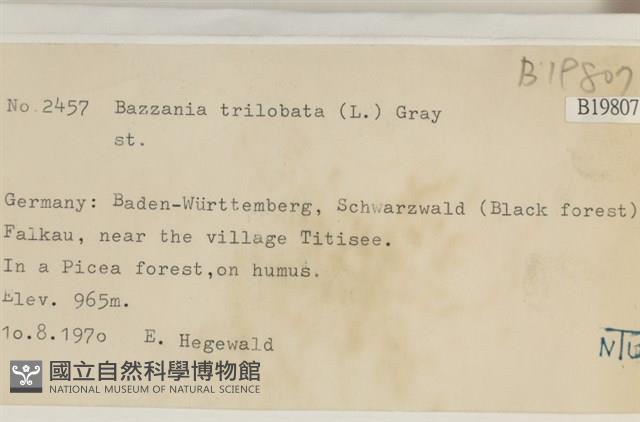 B19807
B19807
No.2457 Bazzania trilobata (L.) Gray
st.
Germany: Baden-Württemberg, Schwarzwald (Black forest)
Falkau, near the village Titisee.
In a Picea forest,on humus.
Elev. 965m.
10.8.1970 E. Hegewald
國立自然科學博物館
NATIONAL MUSEUM OF NATURAL SCIENCE